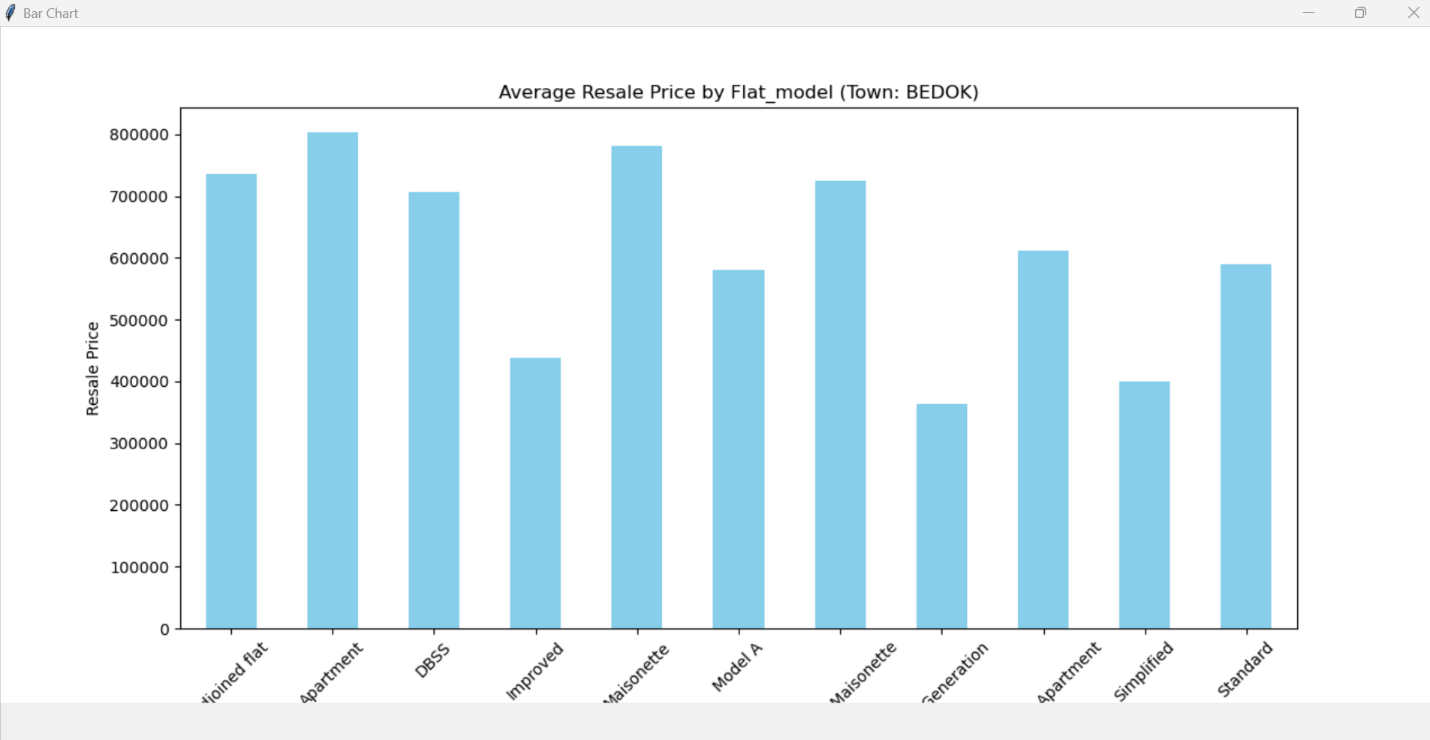 Bar Chart
Average Resale Price by Flat_model (Town: BEDOK)
Resale Price
800000
700000
600000
500000
400000
300000
200000
100000
0
flat
Apartment
DBSS
Improved
Maisonette
Model A
Maisonette
Generation
Apartment
Simplified
Standard